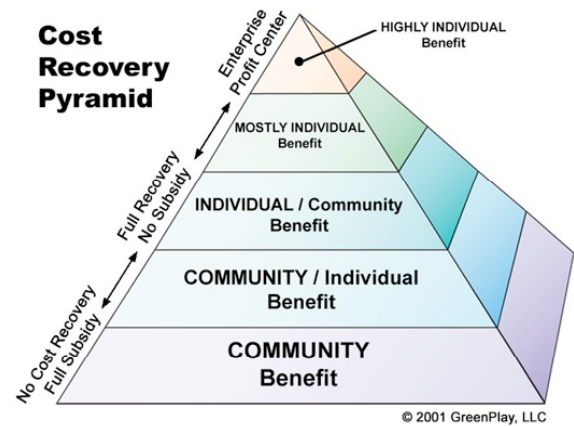 Cost
Recovery
Pyramid
Enterprise
Profit Center
HIGHLY INDIVIDUAL
Benefit
MOSTLY INDIVIDUAL
Benefit
Full Recovery
No Subsidy
INDIVIDUAL / Community
Benefit
COMMUNITY / Individual
Benefit
No Cost Recovery
Full Subsidy
COMMUNITY
Benefit
© 2001 GreenPlay, LLC